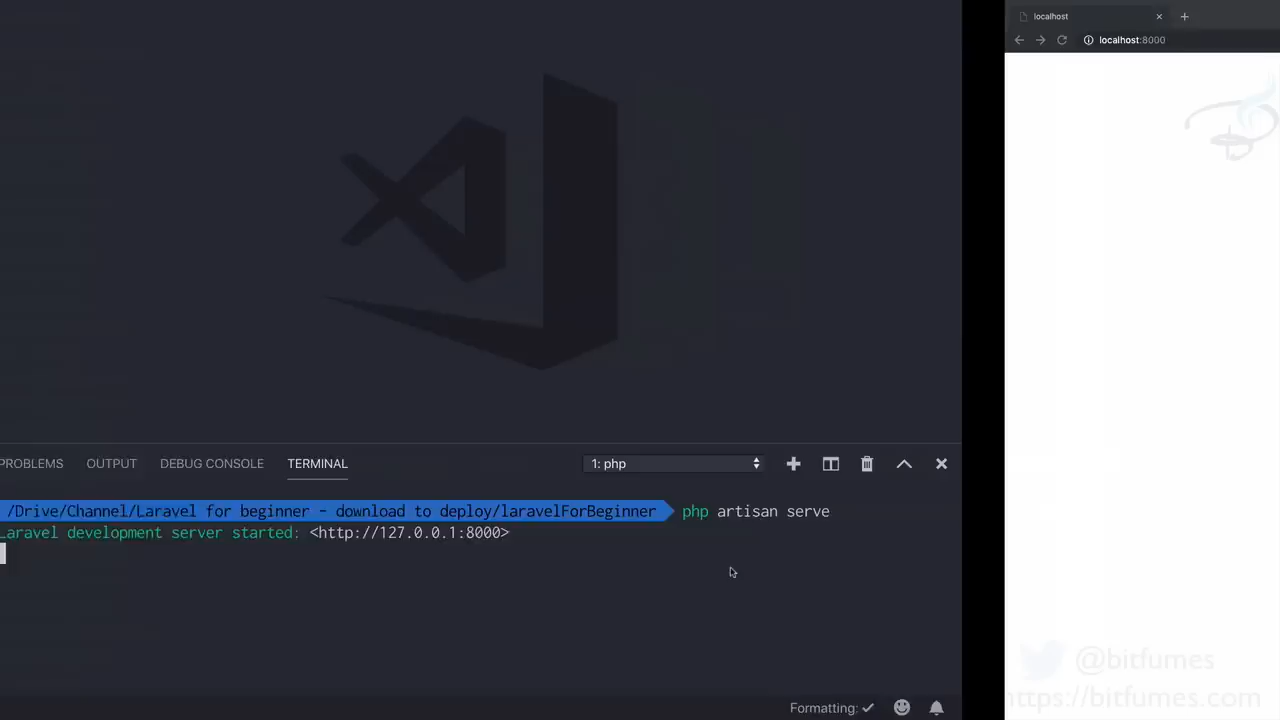 localhost
localhost:8000
PROBLEMS OUTPUT DEBUG CONSOLE TERMINAL 1: php
/Drive/Channel/Laravel for beginner - download to deploy/laravelForBeginner php artisan serve
Laravel development server started: <http://127.0.0.1:8000>
@bitfumes
https://bitfumes.com
Formatting: ✓